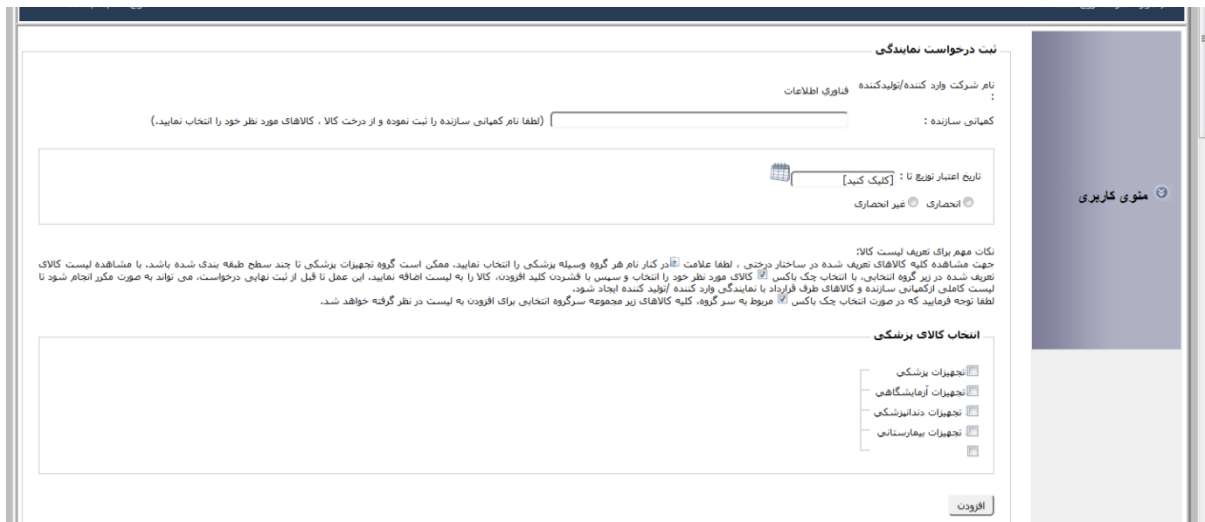 ثبت درخواست نمایندگی
نام شرکت وارد کننده/تولیدکننده :
فناوری اطلاعات
کمپانی سازنده :
(لطفا نام کمپانی سازنده را ثبت نموده و از درخت کالا ، کالاهای مورد نظر خود را انتخاب نمایید.)
تاریخ اعتبار توزیع تا : [کلیک کنید]
انحصاری غیر انحصاری
منوی کاربری
نکات مهم برای تعریف لیست کالا:
جهت مشاهده کلیه کالاهای تعریف شده در ساختار درختی ، لطفا علامت در کنار نام هر گروه وسیله پزشکی را انتخاب نمایید. ممکن است گروه تجهیزات پزشکی تا چند سطح طبقه بندی شده باشد. با مشاهده لیست کالای
تعریف شده در زیر گروه انتخابی، با انتخاب چک باکس کالای مورد نظر خود را انتخاب و سپس با فشردن کلید افزودن، کالا را به لیست اضافه نمایید. این عمل تا قبل از ثبت نهایی درخواست، می تواند به صورت مکرر انجام شود تا
لیست کاملی ازکمپانی سازنده و کالاهای طرف قرارداد با نمایندگی وارد کننده /تولید کننده ایجاد شود.
لطفا توجه فرمایید که در صورت انتخاب چک باکس مربوط به سر گروه، کلیه کالاهای زیر مجموعه سرگروه انتخابی برای افزودن به لیست در نظر گرفته خواهد شد.
انتخاب کالای پزشکی
تجهیزات پزشکی
تجهیزات آزمایشگاهی
تجهیزات دندانپزشکی
تجهیزات بیمارستانی
افزودن